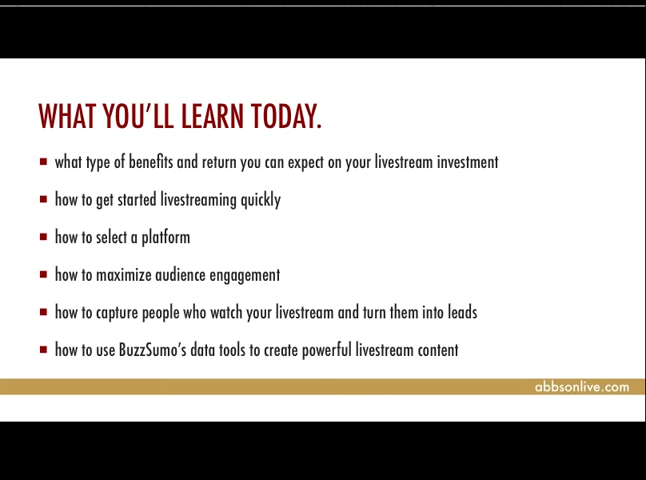 WHAT YOU’LL LEARN TODAY.
what type of benefits and return you can expect on your livestream investment
how to get started livestreaming quickly
how to select a platform
how to maximize audience engagement
how to capture people who watch your livestream and turn them into leads
how to use BuzzSumo’s data tools to create powerful livestream content
abbsonlive.com